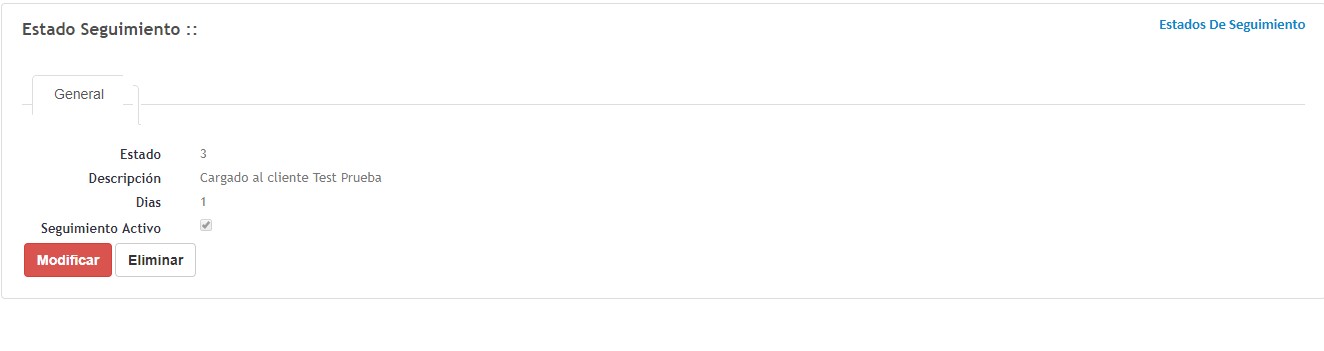 Estado Seguimiento ::
Estados De Seguimiento
General
Estado 3
Descripción Cargado al cliente Test Prueba
Dias 1
Seguimiento Activo
Modificar Eliminar